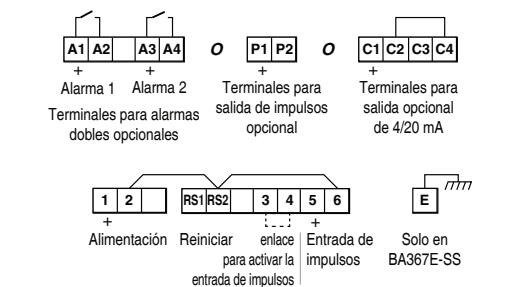 A1 A2 A3 A4 O P1 P2 O C1 C2 C3 C4
+ + +
Alarma 1 Alarma 2
Terminales para alarmas
dobles opcionales
Terminales para
salida de impulsos
opcional
Terminales para
salida opcional
de 4/20 mA
1 2 RS1 RS2 3 4 5 6 E
+ +
Alimentación
Reiniciar
enlace
para activar la
entrada de impulsos
Entrada de
impulsos
Solo en
BA367E-SS